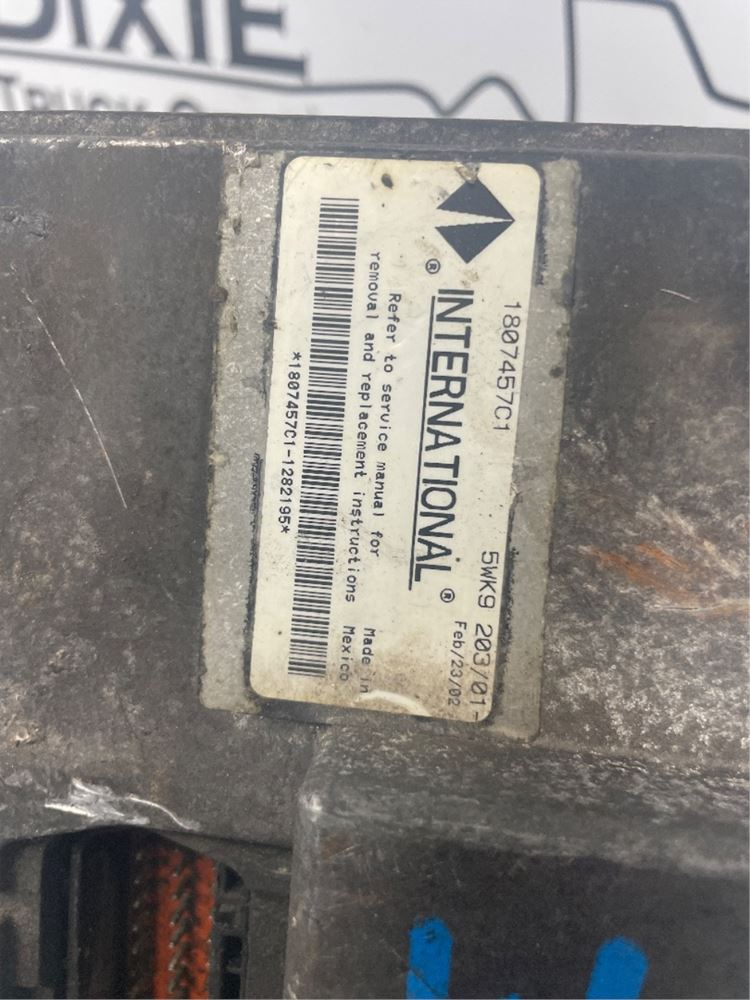 DIXIE
TRUCK
1807457C1
5WK9 203/01-
Feb/23/02
® INTERNATIONAL ®
Refer to service manual for
removal and replacement instructions
Made in
Mexico
*1807457C1-1282195*